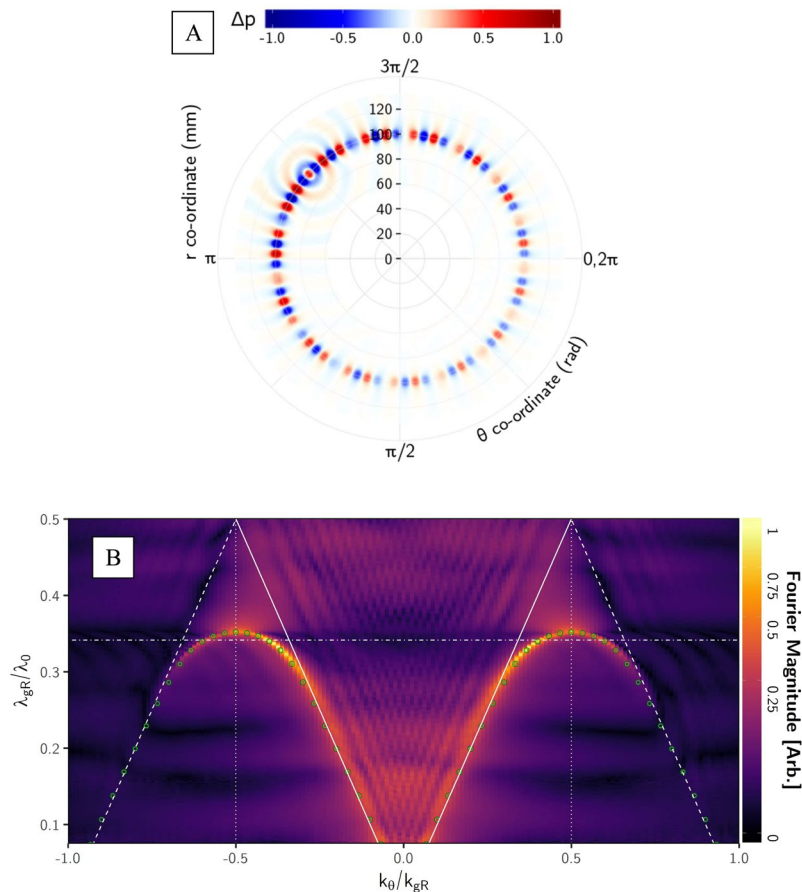 A
Δp
-1.0 -0.5 0.0 0.5 1.0
3π/2
r co-ordinate (mm)
120
100
80
60
40
20
0
π
0,2π
θ co-ordinate (rad)
π/2
B
0.5
0.4
0.3
0.2
0.1
λgR/λ0
-1.0 -0.5 0.0 0.5 1.0
kθ/kgR
1
0.75
0.5
0.25
0
Fourier Magnitude [Arb.]